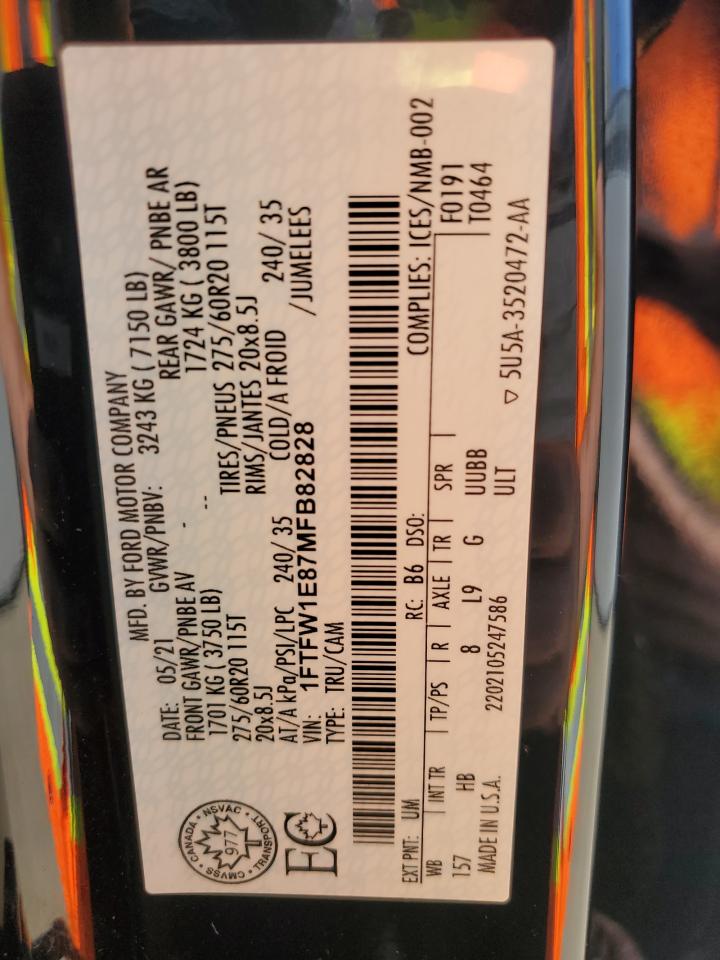 MFD. BY FORD MOTOR COMPANY
DATE: 05/21 GVWR/PNBV: 3243 KG ( 7150 LB)
FRONT GAWR/PNBE AV - REAR GAWR/ PNBE AR
1701 KG ( 3750 LB) -- 1724 KG ( 3800 LB)
275/60R20 115T TIRES/PNEUS 275/60R20 115T
20x8.5J RIMS/JANTES 20x8.5J
AT/A kPa/PSI/LPC 240/ 35 COLD/A FROID 240/ 35
VIN: 1FTFW1E87MFB82828 /JUMELEES
TYPE: TRU/CAM
CANADA • NSVAC • TRANSPORT • CMVSS •
977
T
EC
COMPLIES: ICES/NMB-002
EXT PNT: UM RC: B6 DSO: F0191
WB INT TR TP/PS R AXLE TR SPR T0464
157 HB 8 L9 G UUBB
MADE IN U.S.A. 2202105247586 ULT ▽ 5U5A-3520472-AA